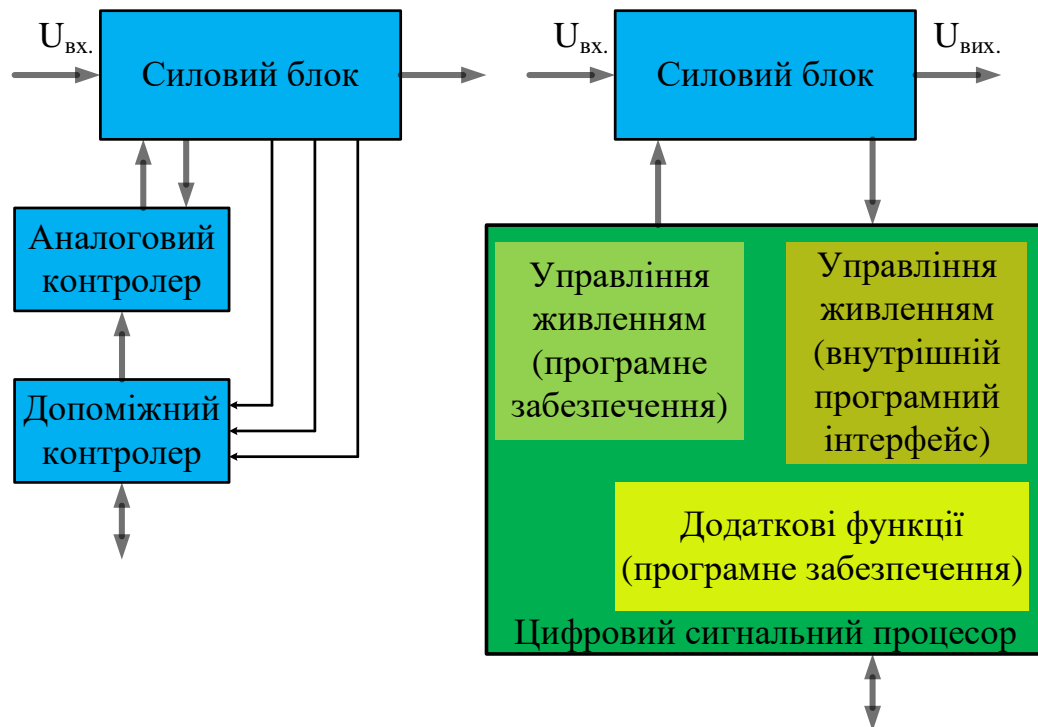 Uвх.
Силовий блок
Аналоговий
контролер
Допоміжний
контролер
Uвх.
Силовий блок
Uвих.
Управління
живленням
(програмне
забезпечення)
Управління
живленням
(внутрішній
програмний
інтерфейс)
Додаткові функції
(програмне забезпечення)
Цифровий сигнальний процесор